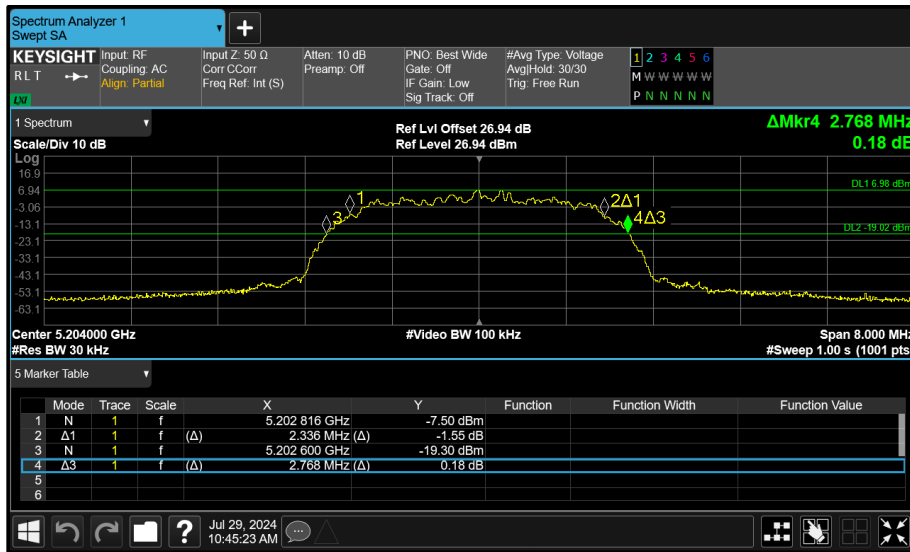 Spectrum Analyzer 1
Swept SA
+
KEYSIGHT Input: RF Input Z: 50 Ω Atten: 10 dB PNO: Best Wide #Avg Type: Voltage 1 2 3 4 5 6
R L T Coupling: AC Corr CCorr Preamp: Off Gate: Off Avg|Hold: 30/30 M W W W W W
Align: Partial Freq Ref: Int (S) IF Gain: Low Trig: Free Run P N N N N N
LXI Sig Track: Off
1 Spectrum Ref Lvl Offset 26.94 dB ΔMkr4 2.768 MHz
Scale/Div 10 dB Ref Level 26.94 dBm 0.18 dB
Log
16.9
6.94 DL1 6.98 dBm
-3.06 1 2Δ1
-13.1 3 4Δ3 DL2 -19.02 dBm
-23.1
-33.1
-43.1
-53.1
-63.1
Center 5.204000 GHz #Video BW 100 kHz Span 8.000 MHz
#Res BW 30 kHz #Sweep 1.00 s (1001 pts
5 Marker Table
Mode Trace Scale X Y Function Function Width Function Value
1 N 1 f 5.202 816 GHz -7.50 dBm
2 Δ1 1 f (Δ) 2.336 MHz (Δ) -1.55 dB
3 N 1 f 5.202 600 GHz -19.30 dBm
4 Δ3 1 f (Δ) 2.768 MHz (Δ) 0.18 dB
5
6
? Jul 29, 2024
10:45:23 AM